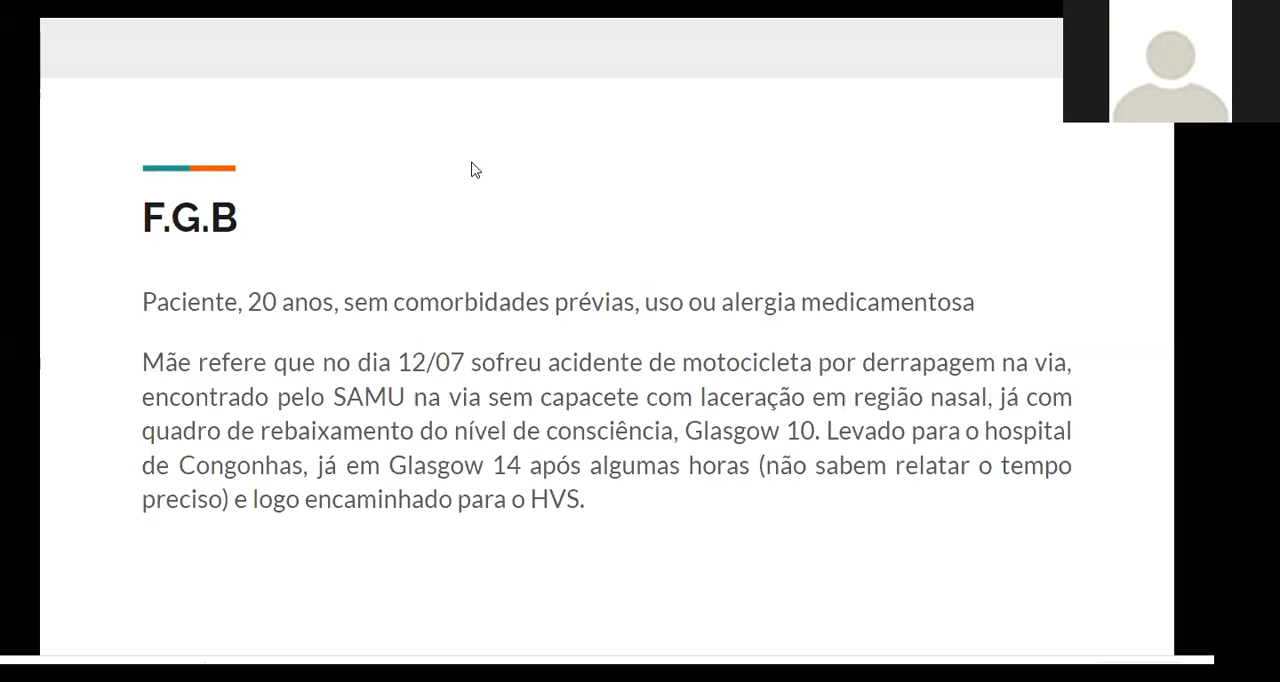 F.G.B
Paciente, 20 anos, sem comorbidades prévias, uso ou alergia medicamentosa
Mãe refere que no dia 12/07 sofreu acidente de motocicleta por derrapagem na via,
encontrado pelo SAMU na via sem capacete com laceração em região nasal, já com
quadro de rebaixamento do nível de consciência, Glasgow 10. Levado para o hospital
de Congonhas, já em Glasgow 14 após algumas horas (não sabem relatar o tempo
preciso) e logo encaminhado para o HVS.